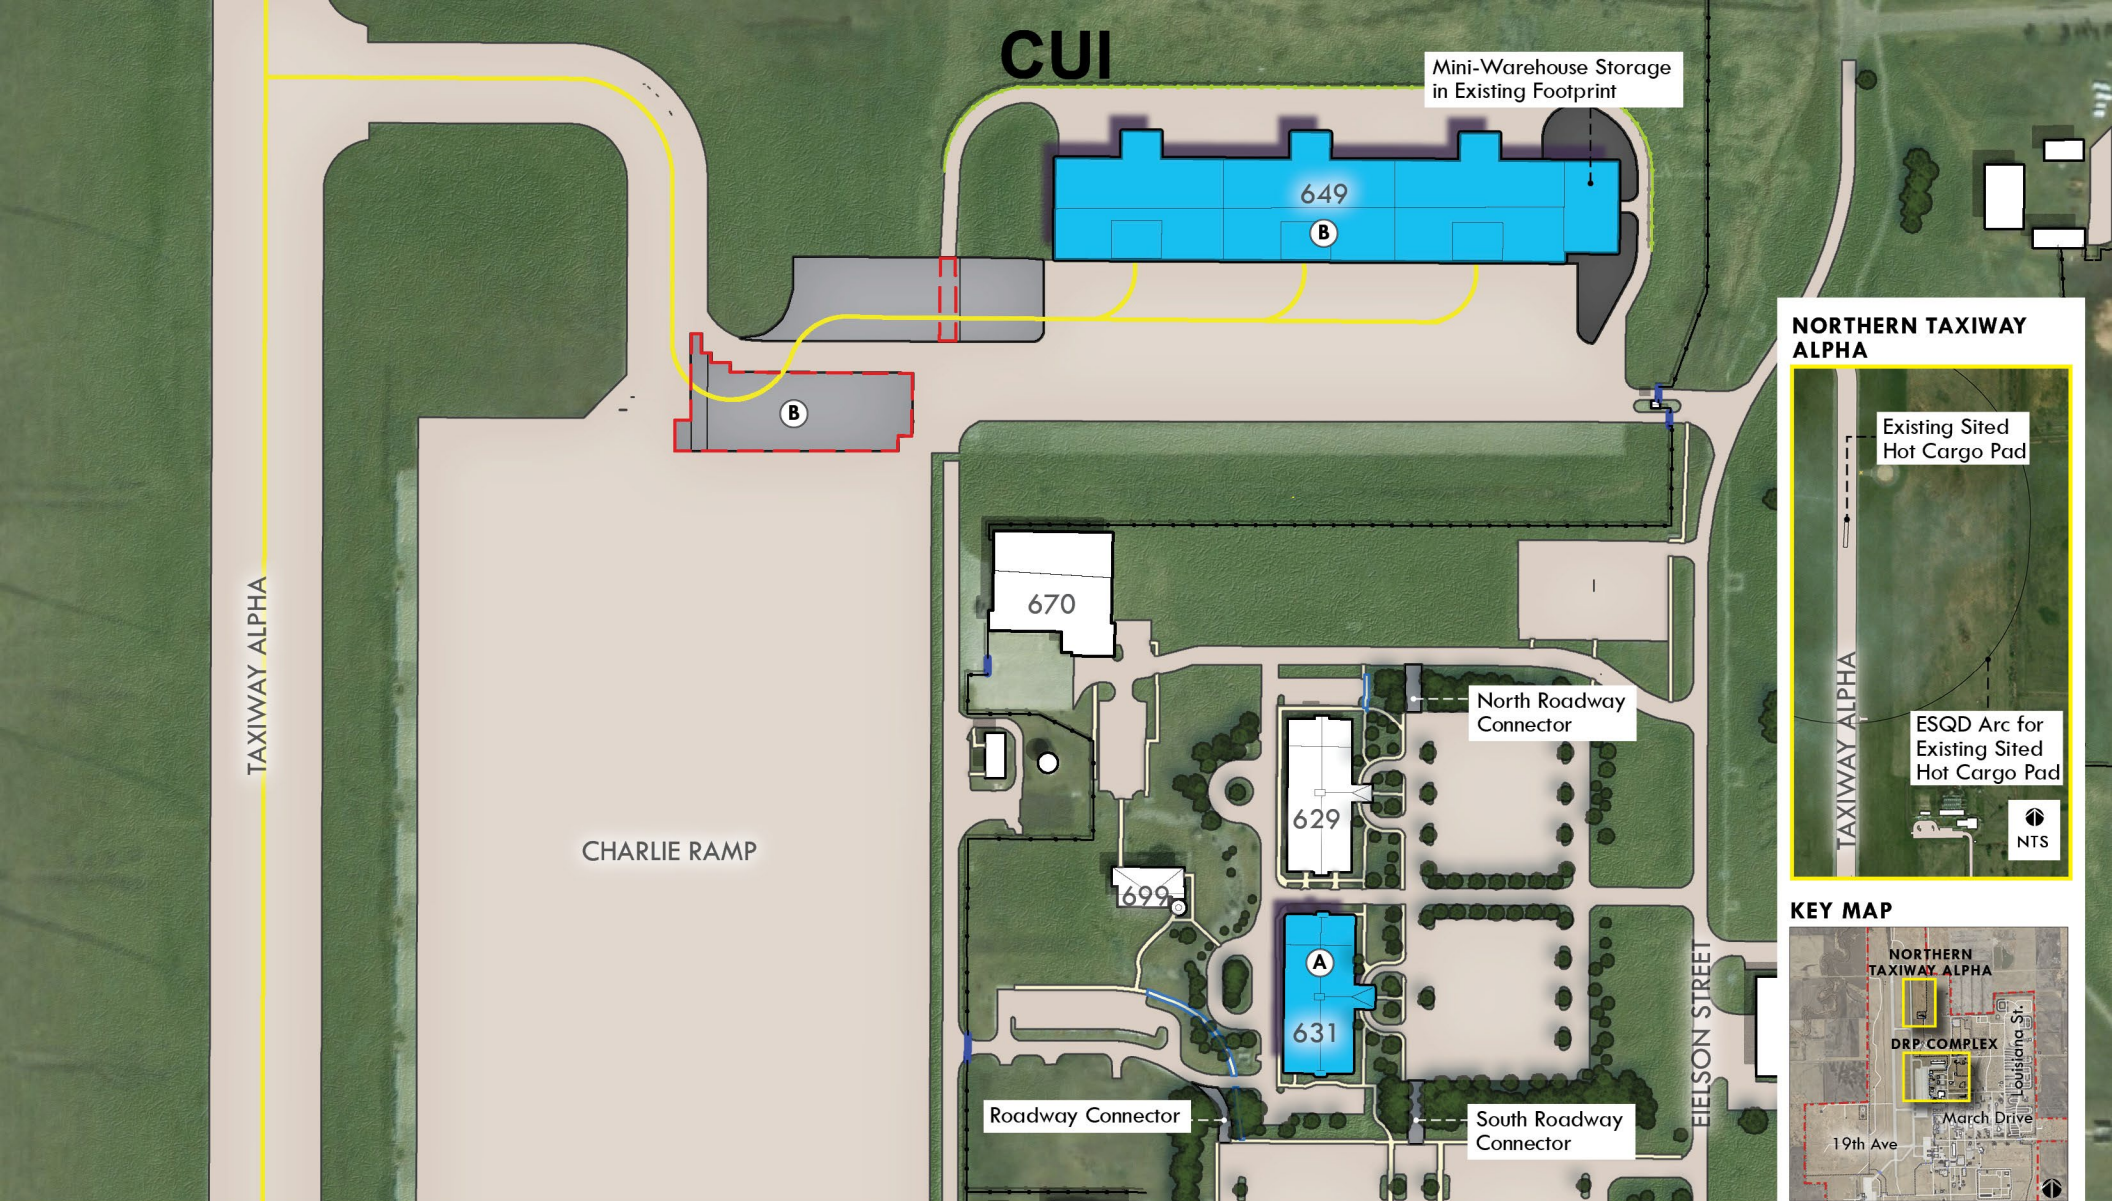 CUI
Mini-Warehouse Storage
in Existing Footprint
649
B
B
TAXIWAY ALPHA
CHARLIE RAMP
670
North Roadway
Connector
629
699
A
631
EIELSON STREET
Roadway Connector
South Roadway
Connector
NORTHERN TAXIWAY
ALPHA
Existing Sited
Hot Cargo Pad
TAXIWAY ALPHA
ESQD Arc for
Existing Sited
Hot Cargo Pad
NTS
KEY MAP
NORTHERN
TAXIWAY ALPHA
DRP COMPLEX
Louisiana St.
March Drive
19th Ave